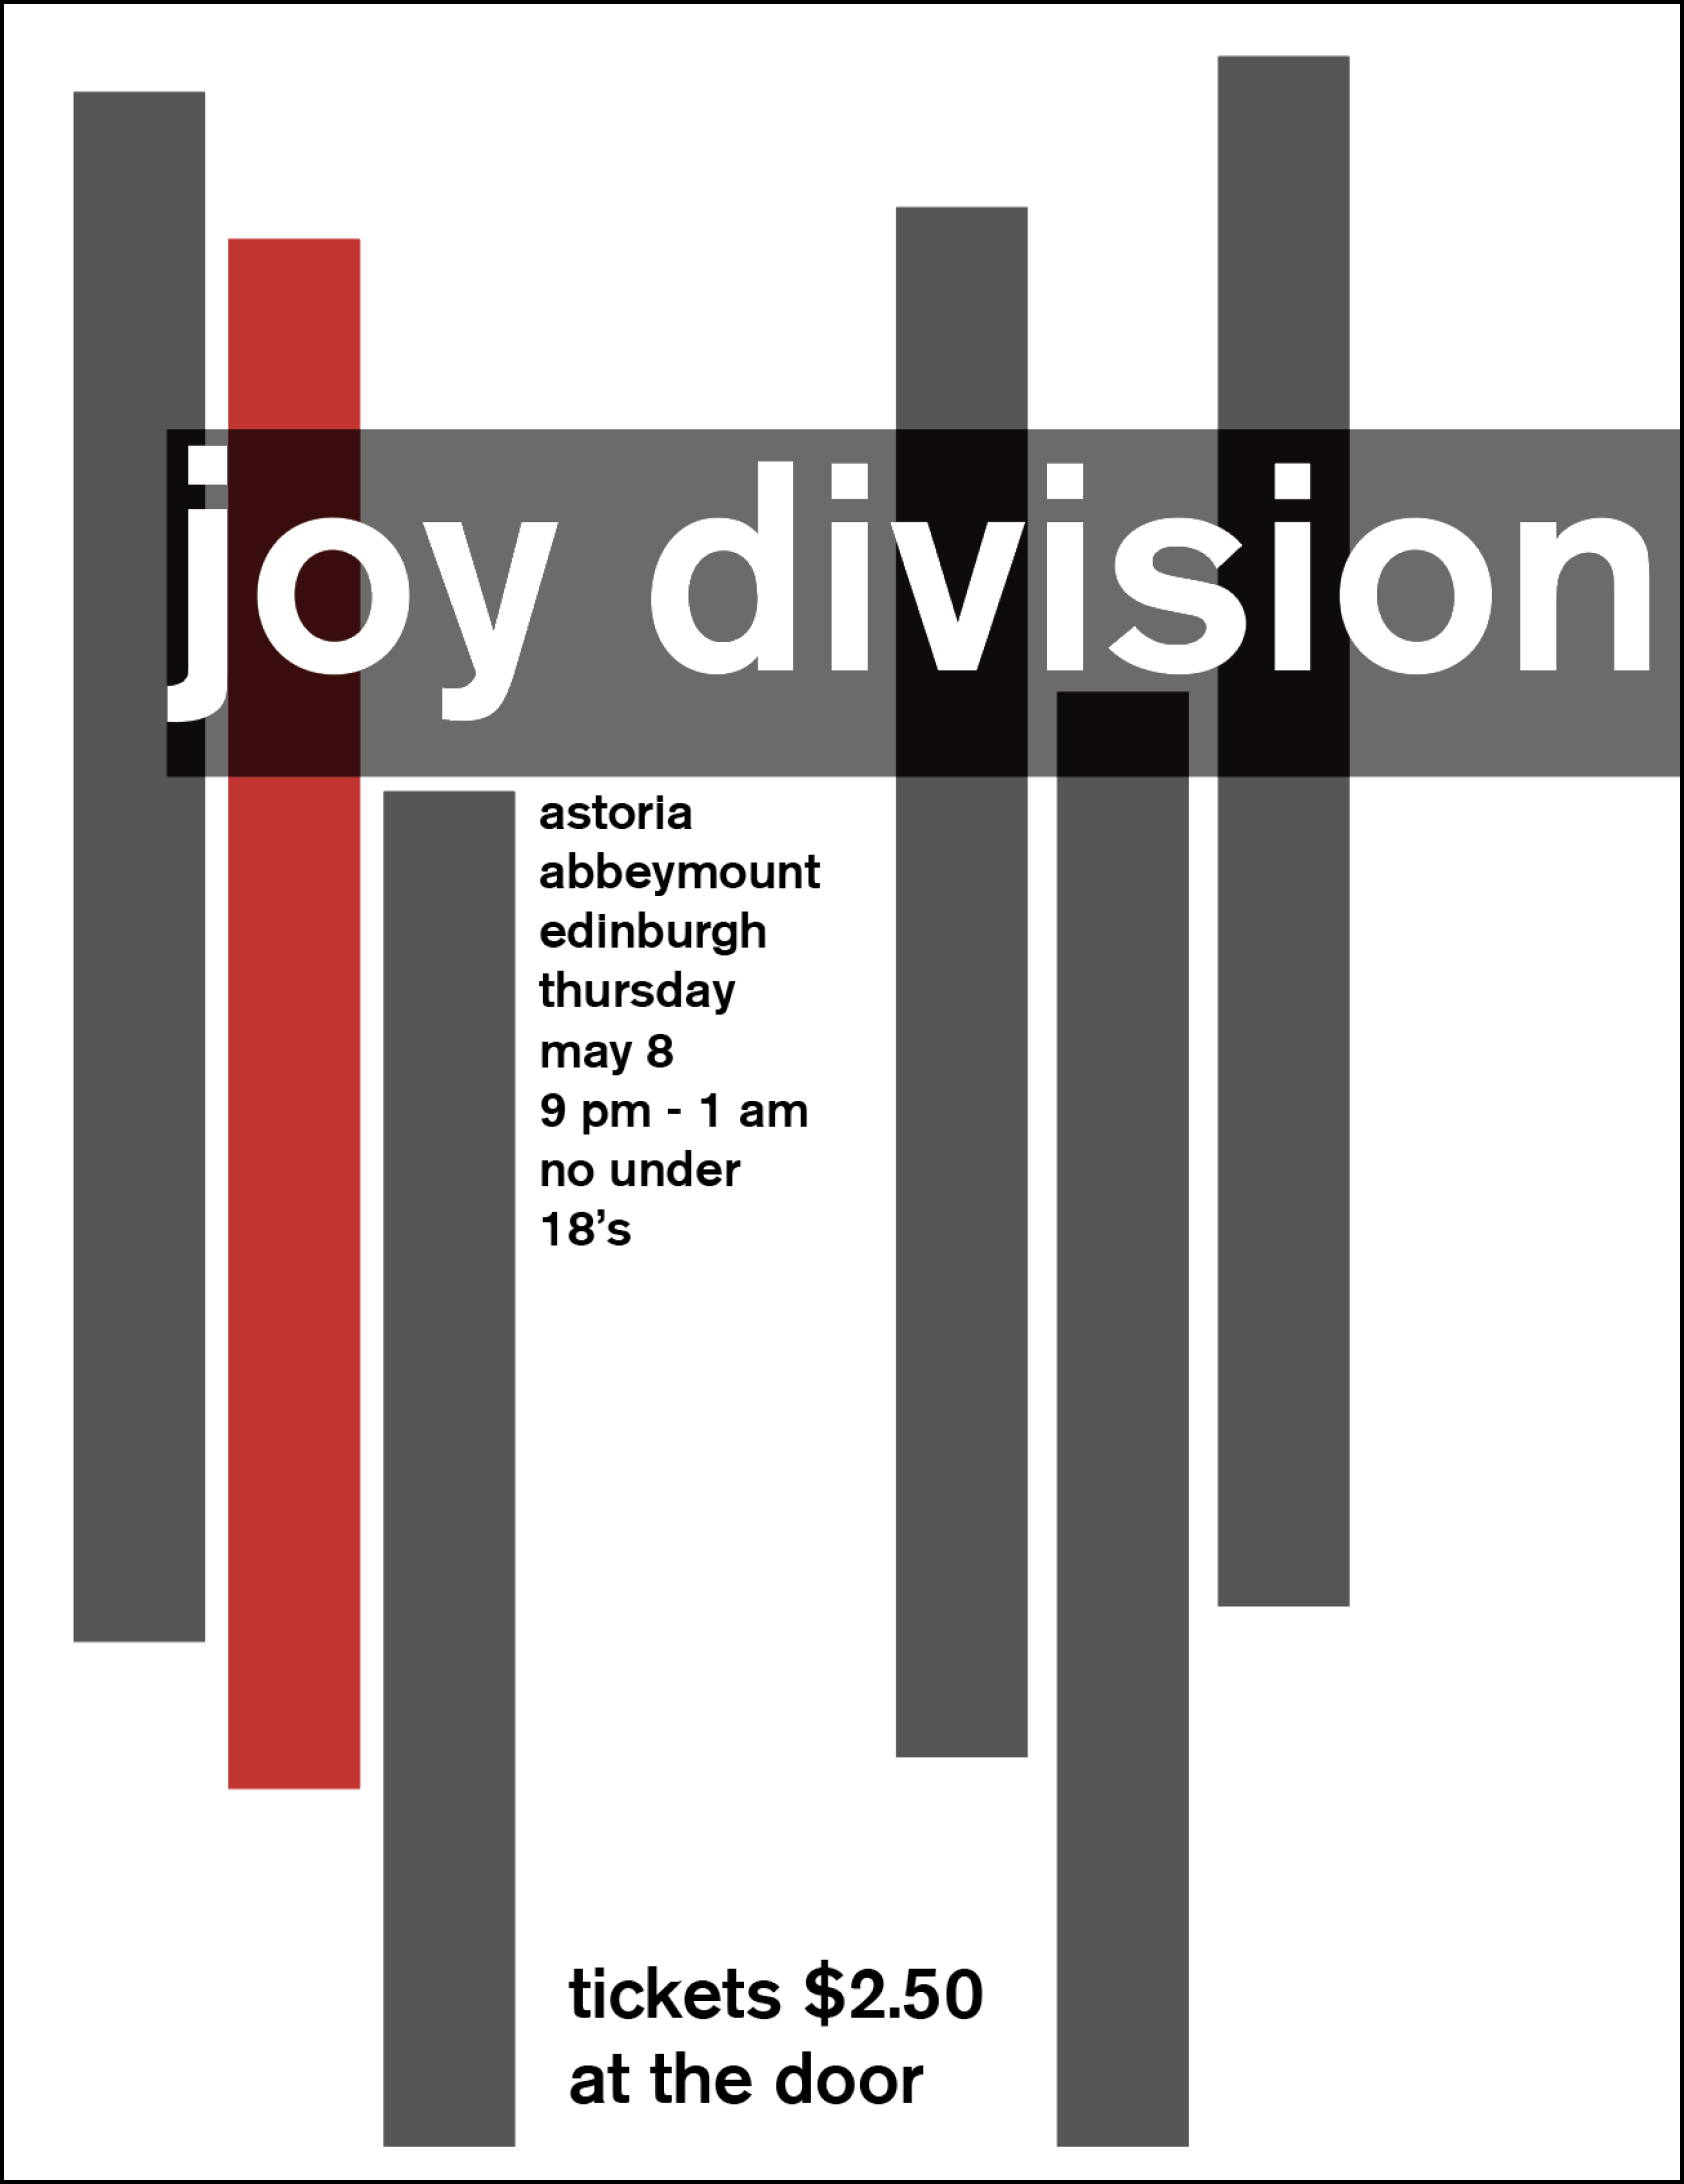 joy division
astoria
abbeymount
edinburgh
thursday
may 8
9 pm - 1 am
no under
18’s
tickets $2.50
at the door